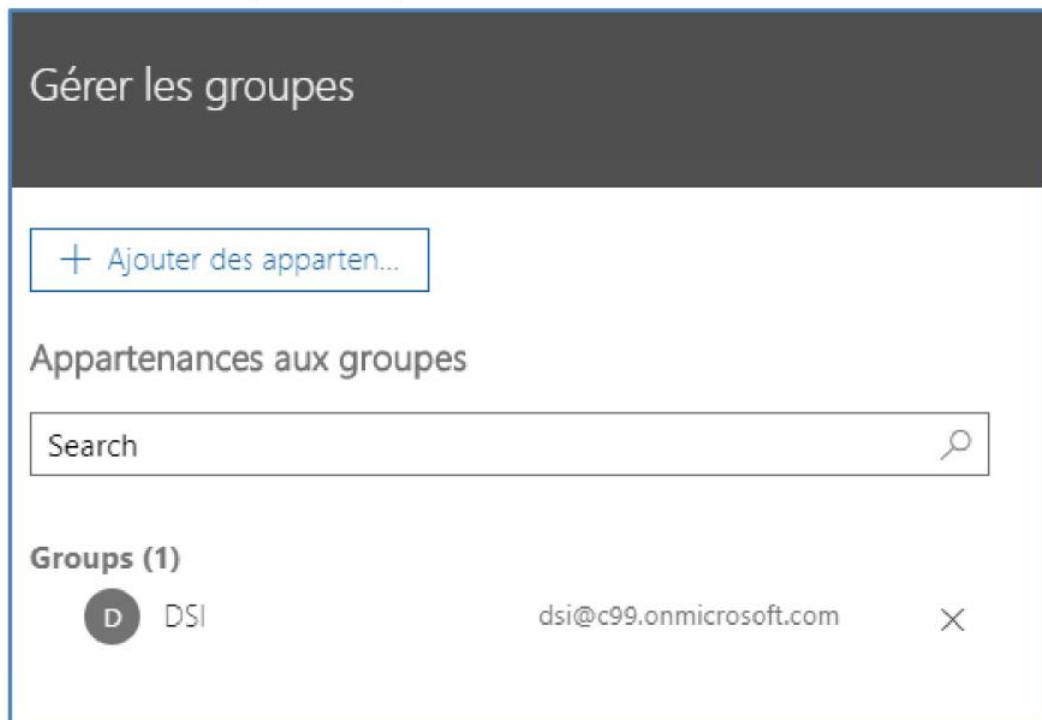 Gérer les groupes
+ Ajouter des apparten...
Appartenances aux groupes
Search
Groups (1)
D DSI dsi@c99.onmicrosoft.com